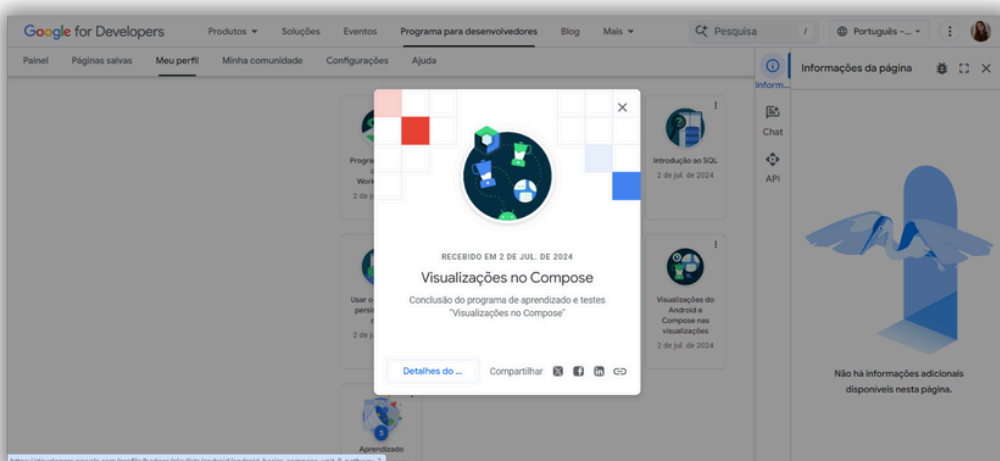 Google for Developers
Produtos
Soluções
Eventos
Programa para desenvolvedores
Blog
Mais
Pesquisa
/
Português -...
Painel
Páginas salvas
Meu perfil
Minha comunidade
Configurações
Ajuda
Inform...
Informações da página
Chat
API
Introdução ao SQL
2 de jul. de 2024
RECEBIDO EM 2 DE JUL. DE 2024
Visualizações no Compose
Conclusão do programa de aprendizado e testes
"Visualizações no Compose"
Usar o
Visualizações do
Android e
Compose nas
visualizações
2 de jul. de 2024
Detalhes do ...
Compartilhar
Não há informações adicionais
disponíveis nesta página.
5
Aprendizado